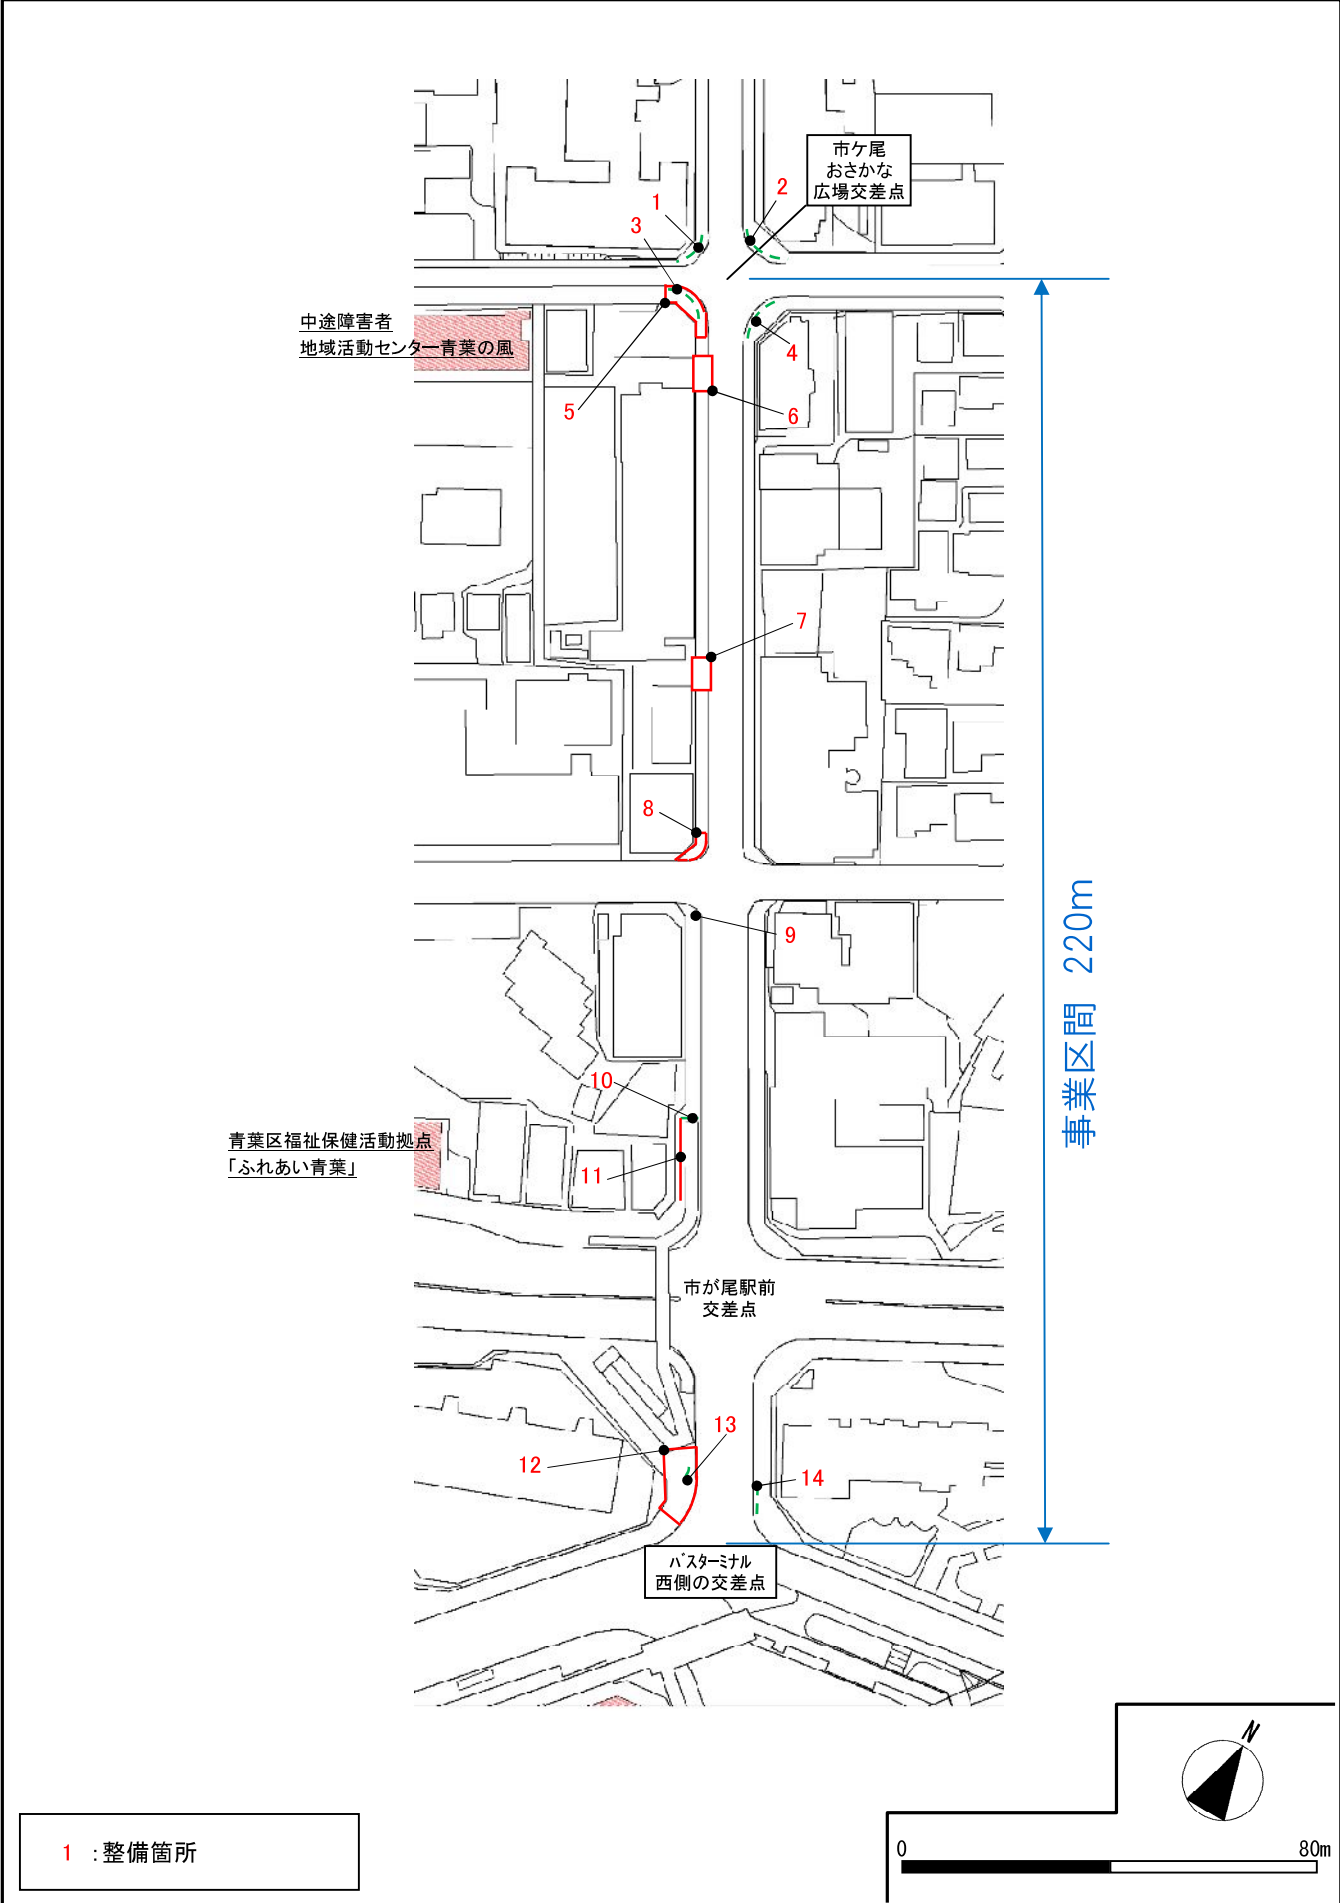 市ケ尾
おさかな
広場交差点
1
2
3
4
5
6
中途障害者
地域活動センター青葉の風
7
8
9
事業区間 220m
10
11
青葉区福祉保健活動拠点
「ふれあい青葉」
市が尾駅前
交差点
12
13
14
バスターミナル
西側の交差点
N
0
80m
1 :整備箇所